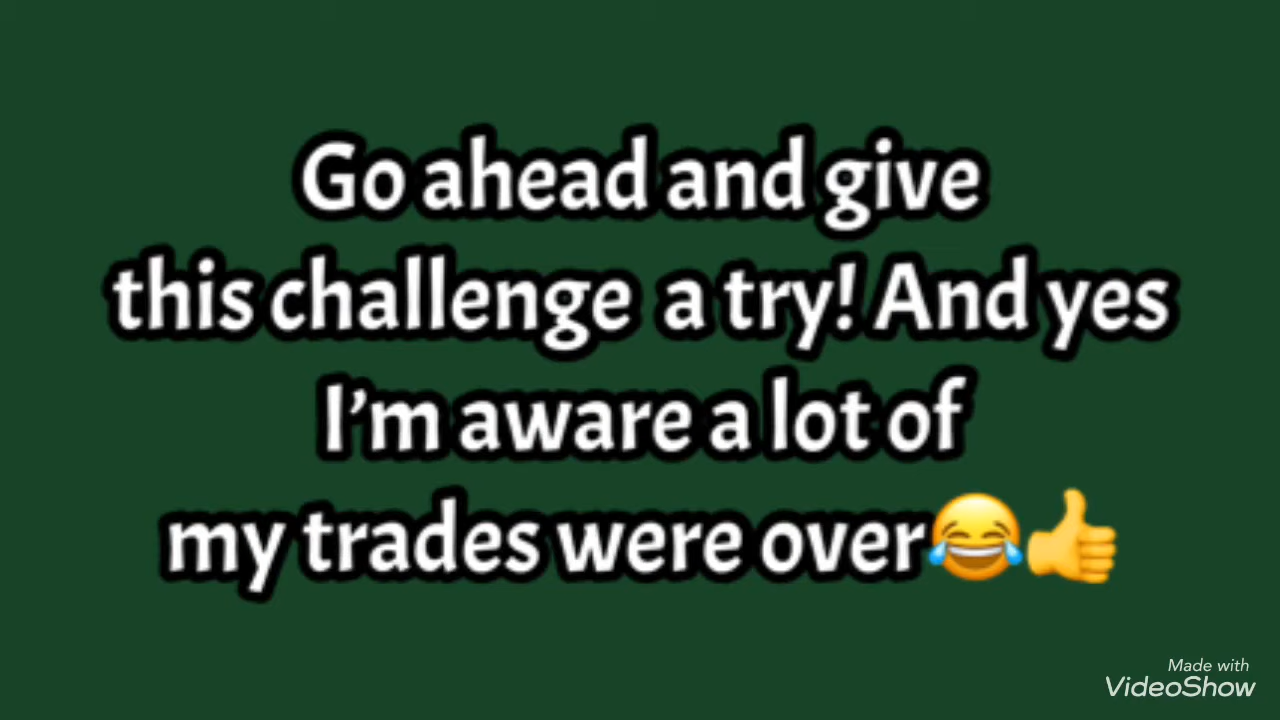 Go ahead and give
this challenge a try! And yes
I’m aware a lot of
my trades were over😂👍
Made with
VideoShow